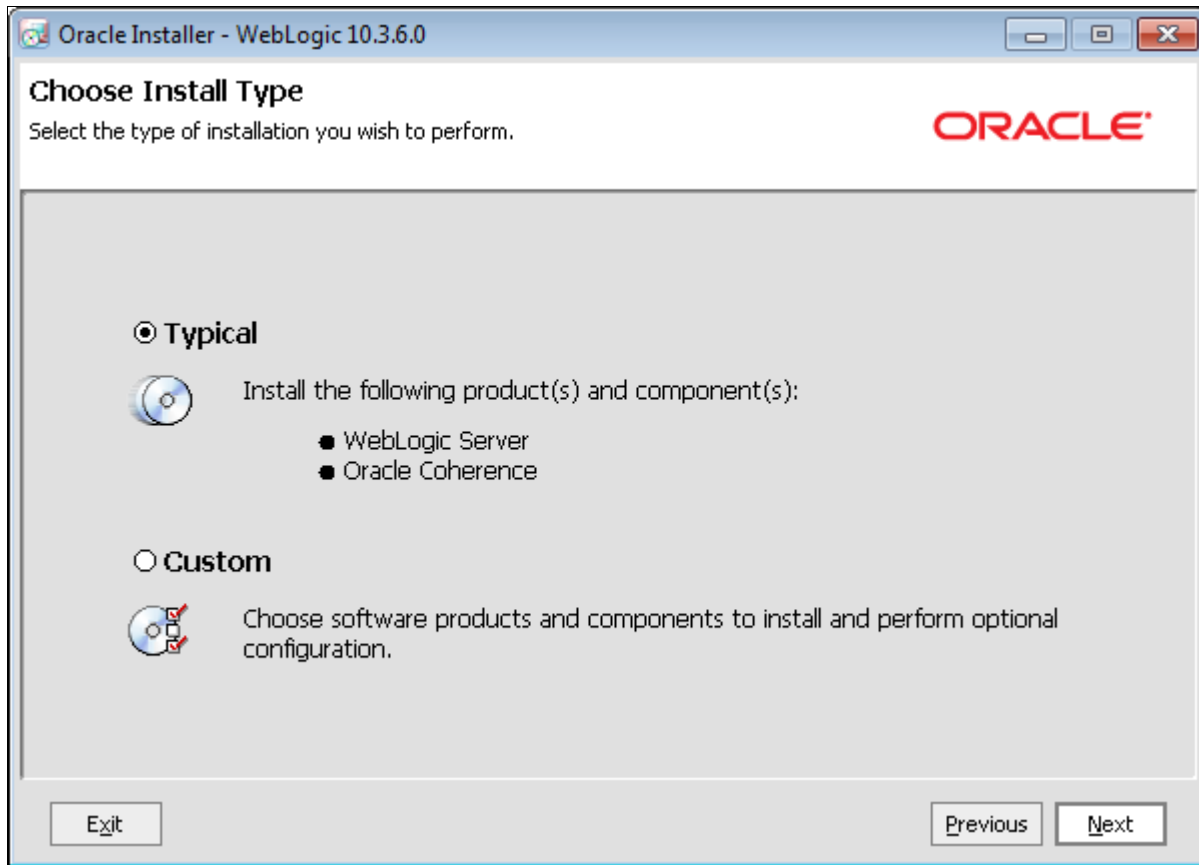 Oracle Installer - WebLogic 10.3.6.0
Choose Install Type
Select the type of installation you wish to perform.
ORACLE
Typical
Install the following product(s) and component(s):
WebLogic Server
Oracle Coherence
Custom
Choose software products and components to install and perform optional
configuration.
Exit
Previous
Next